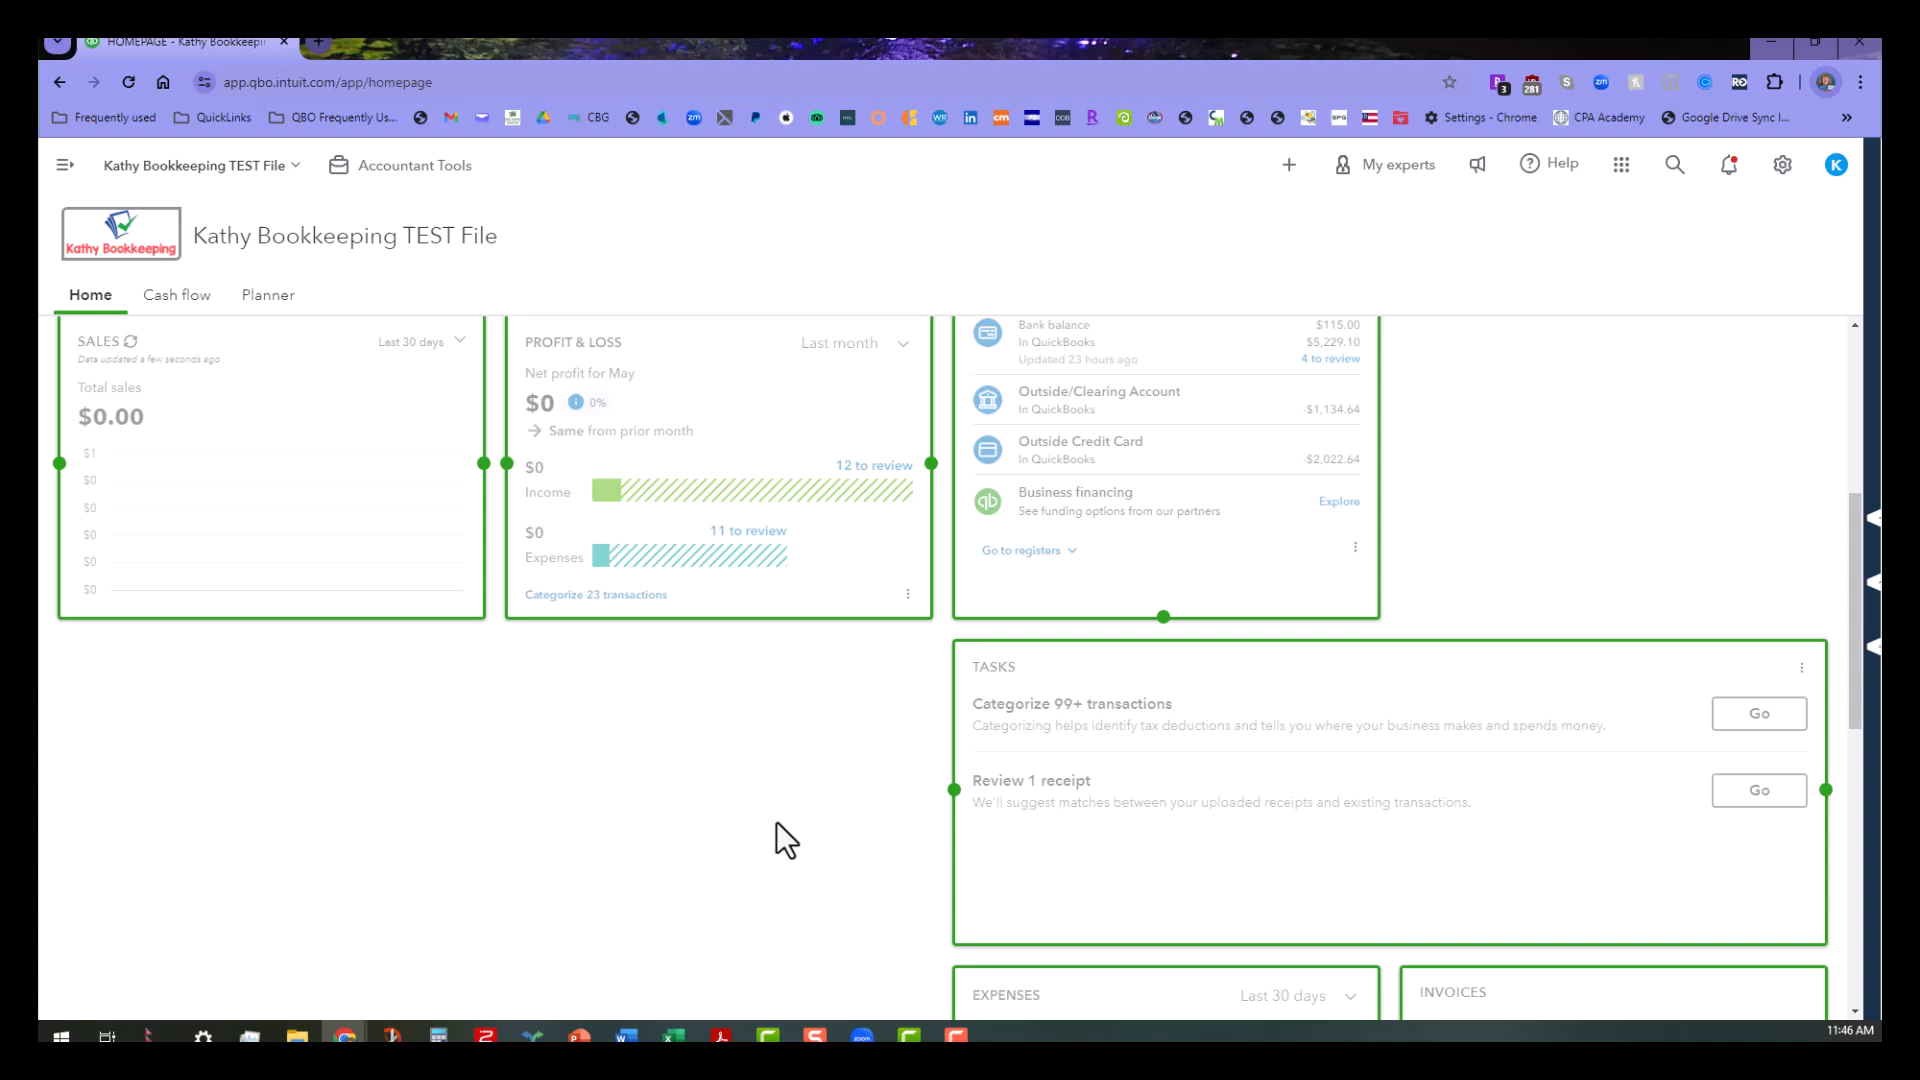 HOMEPAGE - Kathy Bookkeepin
app.qbo.intuit.com/app/homepage
3
281
Frequently used
QuickLinks
QBO Frequently Us...
CBG
Settings - Chrome
CPA Academy
Google Drive Sync I...
Kathy Bookkeeping TEST File
Accountant Tools
My experts
Help
K
Kathy Bookkeeping
Kathy Bookkeeping TEST File
Home
Cash flow
Planner
SALES
Last 30 days
Data updated a few seconds ago
Total sales
$0.00
$1
$0
$0
$0
$0
$0
PROFIT & LOSS
Last month
Net profit for May
$0
0%
Same from prior month
$0
12 to review
Income
$0
11 to review
Expenses
Categorize 23 transactions
Bank balance
$115.00
In QuickBooks
$5,229.10
Updated 23 hours ago
4 to review
Outside/Clearing Account
In QuickBooks
-$1,134.64
Outside Credit Card
In QuickBooks
-$2,022.64
qb
Business financing
See funding options from our partners
Explore
Go to registers
TASKS
Categorize 99+ transactions
Categorizing helps identify tax deductions and tells you where your business makes and spends money.
Go
Review 1 receipt
We'll suggest matches between your uploaded receipts and existing transactions.
Go
EXPENSES
Last 30 days
INVOICES
11:46 AM